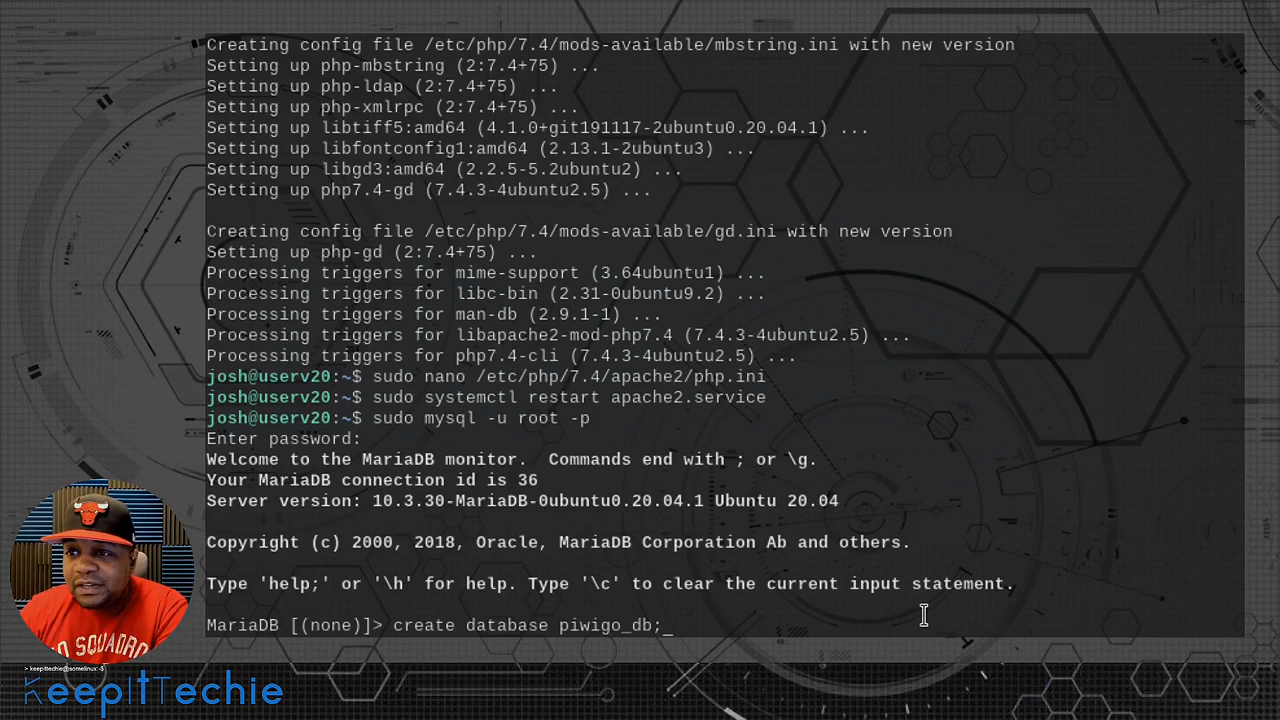 Creating config file /etc/php/7.4/mods-available/mbstring.ini with new version
Setting up php-mbstring (2:7.4+75) ...
Setting up php-ldap (2:7.4+75) ...
Setting up php-xmlrpc (2:7.4+75) ...
Setting up libtiff5:amd64 (4.1.0+git191117-2ubuntu0.20.04.1) ...
Setting up libfontconfig1:amd64 (2.13.1-2ubuntu3) ...
Setting up libgd3:amd64 (2.2.5-5.2ubuntu2) ...
Setting up php7.4-gd (7.4.3-4ubuntu2.5) ...
Creating config file /etc/php/7.4/mods-available/gd.ini with new version
Setting up php-gd (2:7.4+75) ...
Processing triggers for mime-support (3.64ubuntu1) ...
Processing triggers for libc-bin (2.31-0ubuntu9.2) ...
Processing triggers for man-db (2.9.1-1) ...
Processing triggers for libapache2-mod-php7.4 (7.4.3-4ubuntu2.5) ...
Processing triggers for php7.4-cli (7.4.3-4ubuntu2.5) ...
josh@userv20:~$ sudo nano /etc/php/7.4/apache2/php.ini
josh@userv20:~$ sudo systemctl restart apache2.service
josh@userv20:~$ sudo mysql -u root -p
Enter password:
Welcome to the MariaDB monitor.  Commands end with ; or \g.
Your MariaDB connection id is 36
Server version: 10.3.30-MariaDB-0ubuntu0.20.04.1 Ubuntu 20.04
Copyright (c) 2000, 2018, Oracle, MariaDB Corporation Ab and others.
Type 'help;' or '\h' for help. Type '\c' to clear the current input statement.
MariaDB [(none)]> create database piwigo_db;_
SQUADRO
> keepittechie@somelinux:~$
KeepItTechie